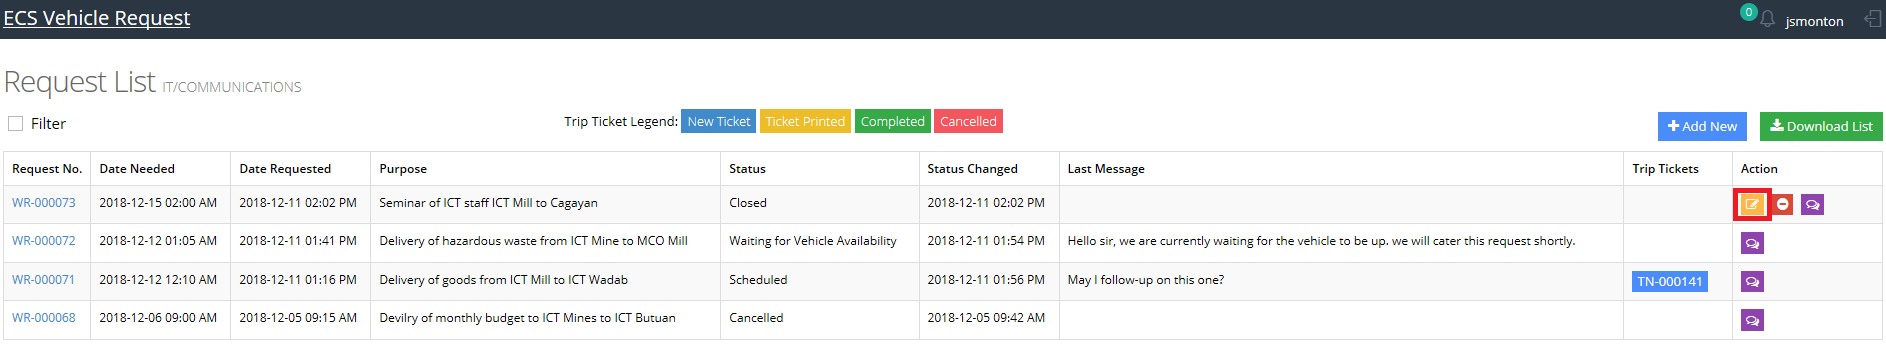 ECS Vehicle Request
0 jsmonton
Request List IT/COMMUNICATIONS
Filter Trip Ticket Legend: New Ticket Ticket Printed Completed Cancelled Add New Download List
Request No. Date Needed Date Requested Purpose Status Status Changed Last Message Trip Tickets Action
WR-000073 2018-12-15 02:00 AM 2018-12-11 02:02 PM Seminar of ICT staff ICT Mill to Cagayan Closed 2018-12-11 02:02 PM
WR-000072 2018-12-12 01:05 AM 2018-12-11 01:41 PM Delivery of hazardous waste from ICT Mine to MCO Mill Waiting for Vehicle Availability 2018-12-11 01:54 PM Hello sir, we are currently waiting for the vehicle to be up. we will cater this request shortly.
WR-000071 2018-12-12 12:10 AM 2018-12-11 01:16 PM Delivery of goods from ICT Mill to ICT Wadab Scheduled 2018-12-11 01:56 PM May I follow-up on this one? TN-000141
WR-000068 2018-12-06 09:00 AM 2018-12-05 09:15 AM Devilry of monthly budget to ICT Mines to ICT Butuan Cancelled 2018-12-05 09:42 AM